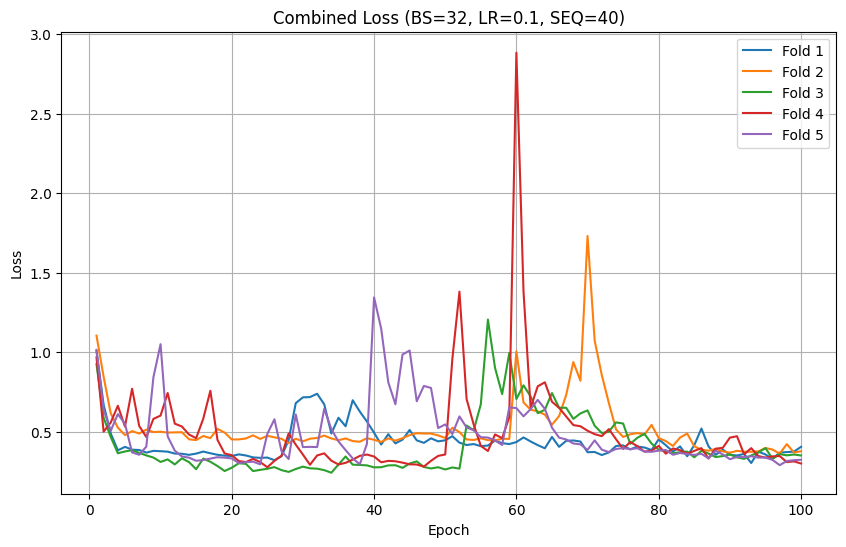 Combined Loss (BS=32, LR=0.1, SEQ=40)
3.0
2.5
2.0
1.5
1.0
0.5
Loss
0
20
40
60
80
100
Epoch
Fold 1
Fold 2
Fold 3
Fold 4
Fold 5